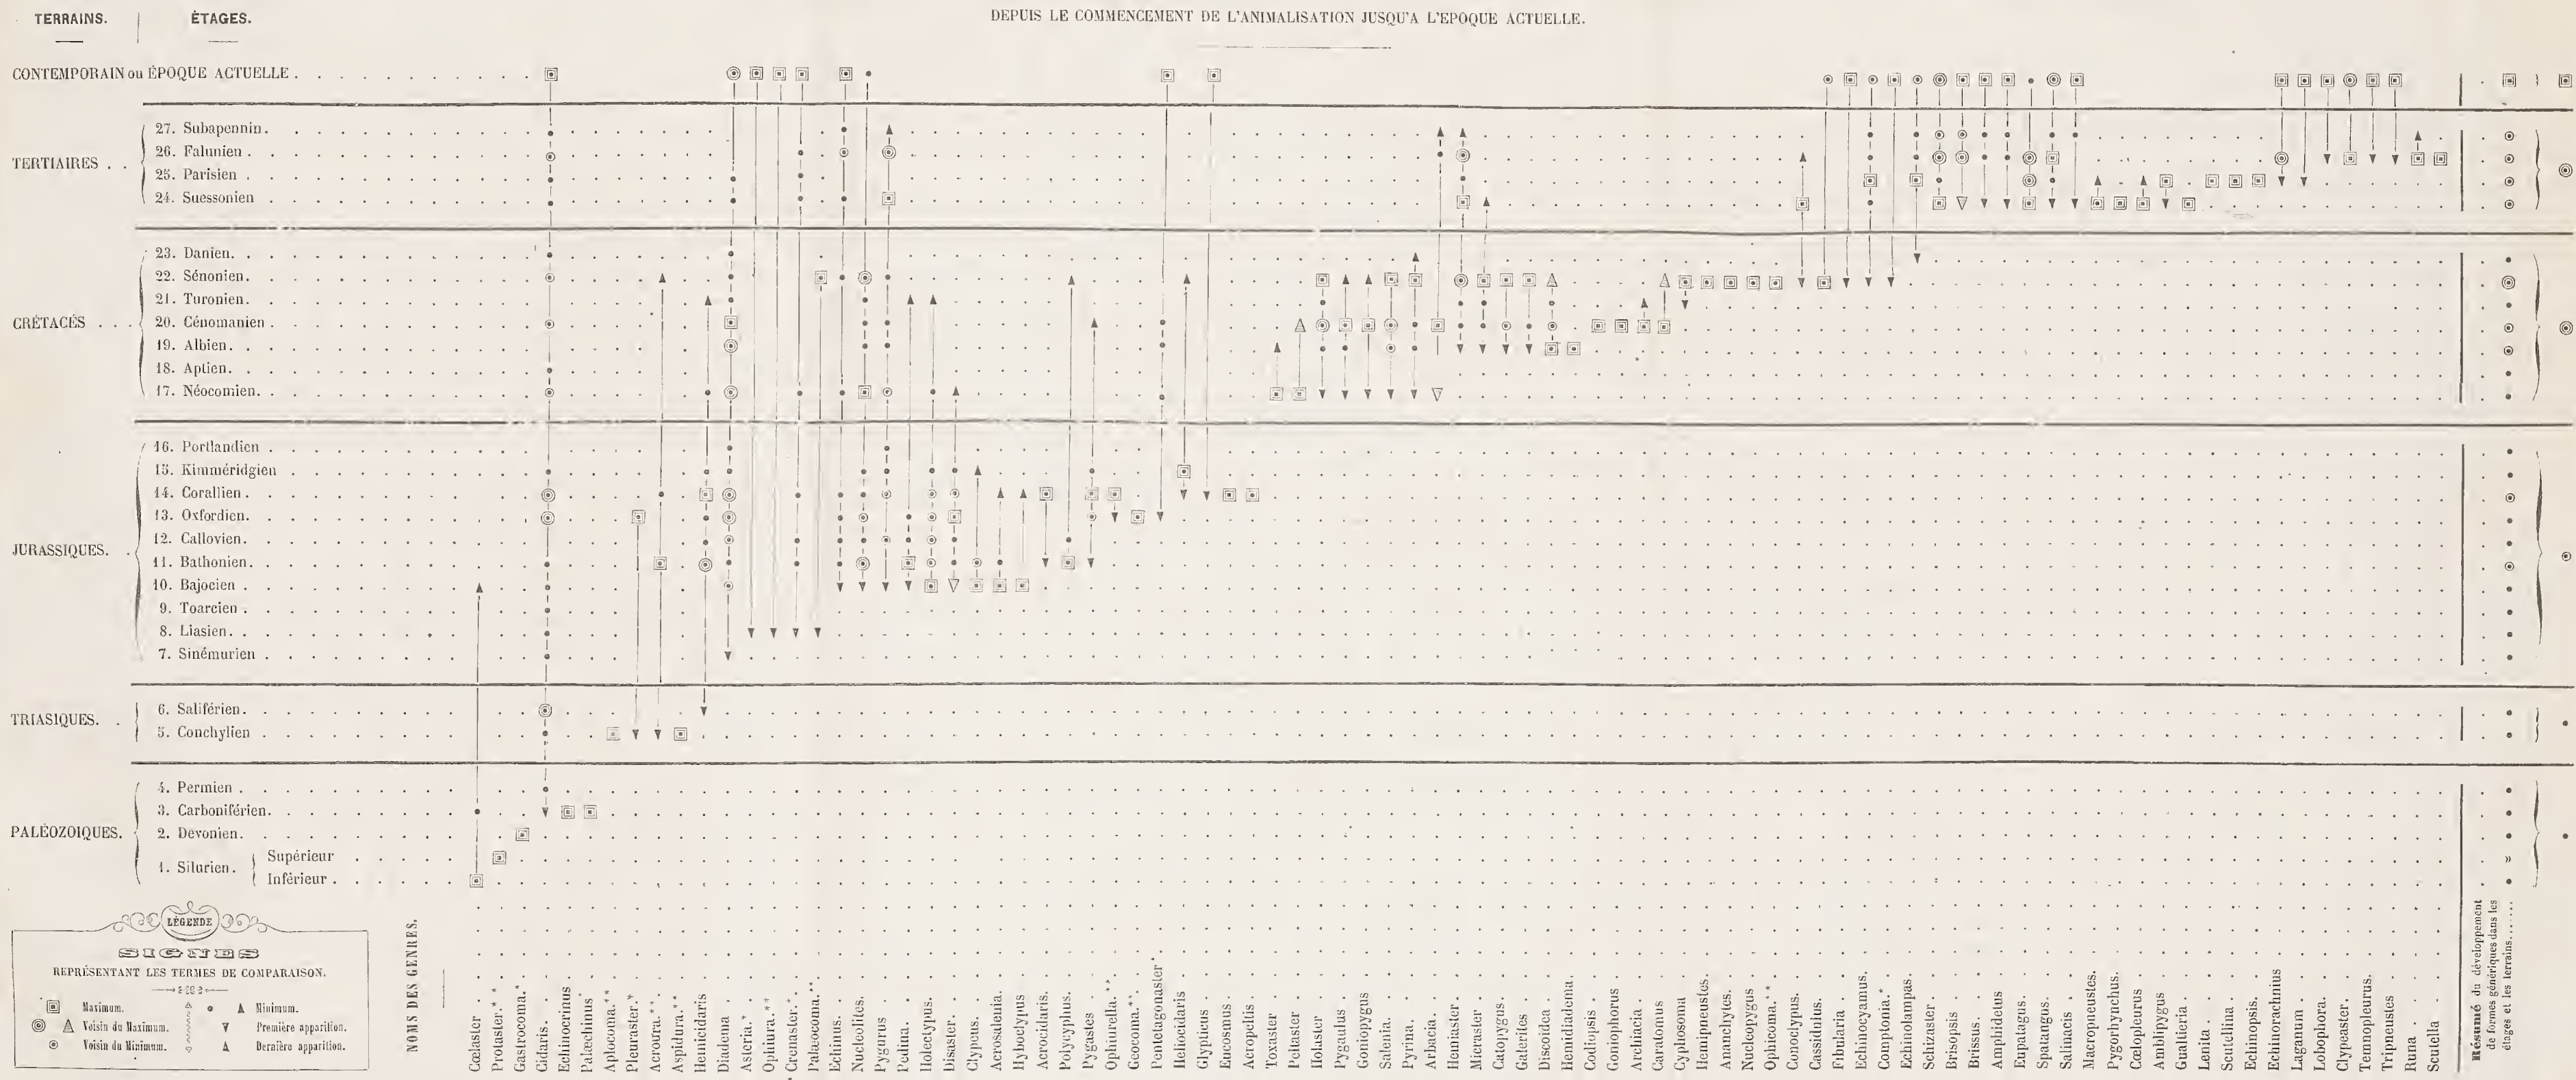 TERRAINS.
ÉTAGES.
DEPUIS LE COMMENCEMENT DE L'ANIMALISATION JUSQU'A L'EPOQUE ACTUELLE.
CONTEMPORAIN ou ÉPOQUE ACTUELLE
TERTIAIRES
27. Subapennin.
26. Falunien.
25. Parisien
24. Suessonien
CRÉTACÉS
23. Danien.
22. Sénonien.
21. Turonien.
20. Cénomanien
19. Albien.
18. Aptien.
17. Néocomien.
JURASSIQUES.
16. Portlandien
15. Kimméridgien
14. Corallien.
13. Oxfordien.
12. Callovien.
11. Bathonien.
10. Bajocien
9. Toarcien
8. Liasien.
7. Sinémurien
TRIASIQUES.
6. Saliférien.
5. Conchylien
PALÉOZOIQUES.
4. Permien
3. Carboniférien.
2. Dévonien.
1. Silurien.
Supérieur
Inférieur
LÉGENDE
SIGNES
REPRÉSENTANT LES TERMES DE COMPARAISON.
Maximum.
Voisin du Maximum.
Voisin du Minimum.
Minimum.
Première apparition.
Dernière apparition.
NOMS DES GENRES.
Cœlaster
Protaster.*
Gastrocoma.*
Cidaris.
Echinocrinus
Palæchinus
Aplocoma.**
Pleuraster.*
Acroura.**
Aspidura.**
Hemicidaris
Diadema
Asteria.*
Ophiura.**
Crenaster.*
Palæocoma.**
Echinus.
Nucleolites.
Pygurus
Pedina.
Holectypus.
Disaster.
Clypeus.
Acrosalenia.
Hyboclypus
Acrocidaris.
Polycyphus.
Pygastes
Ophiurella.**
Geocoma.**
Pentetagonaster*
Heliocidaris
Glypticus
Eucosmus
Acropeltis
Toxaster
Peltaster
Holaster
Pygaulus
Goniopygus
Salenia.
Pyrina.
Arbacia.
Hemiaster
Micraster
Catopygus.
Galerites
Discoidea
Hemidiadema.
Codiopsis
Goniophorus
Archiacia
Caratomus
Cyphosoma
Hemipneustes.
Ananchytes.
Nucleopygus
Ophicoma.**
Conoclypus.
Cassidulus.
Fibularia
Echinocyamus.
Comptonia.*
Echinolampas.
Schizaster
Brisopsis
Brissus.
Amphidetus
Eupatagus.
Spatangus.
Salmacis
Macropneustes.
Pygorhynchus.
Cœlopleurus
Amblipygus
Gualtieria
Lenita
Scutellina
Echinopsis.
Echinorachnius
Laganum
Lobophora.
Clypeaster.
Temnopleurus.
Tripneustes
Runa
Scutella
Résumé du développement
de formes génériques dans les
étages et les terrains.....